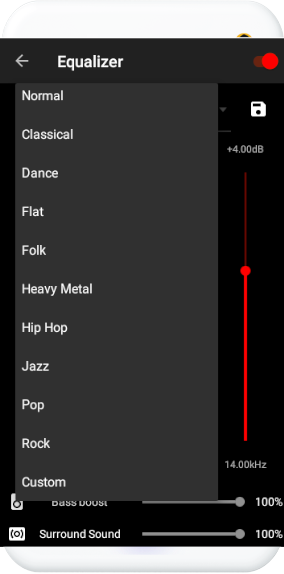 Equalizer
Normal
Classical
+4.00dB
Dance
Flat
Folk
Heavy Metal
Hip Hop
Jazz
Pop
Rock
14.00kHz
Custom
Bass boost 100%
Surround Sound 100%